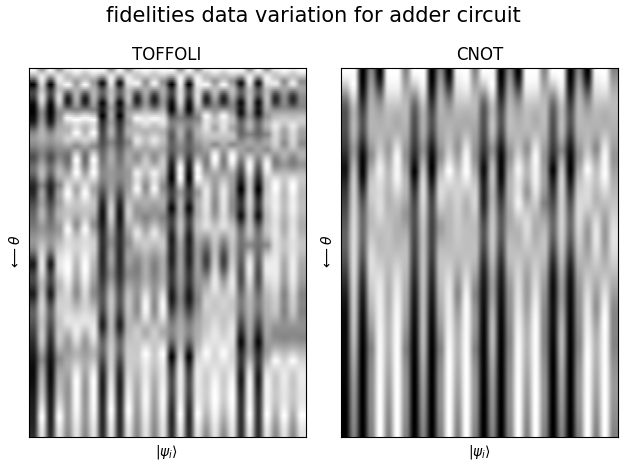 fidelities data variation for adder circuit
TOFFOLI
CNOT
⟵ θ
⟵ θ
|ψᵢ⟩
|ψᵢ⟩